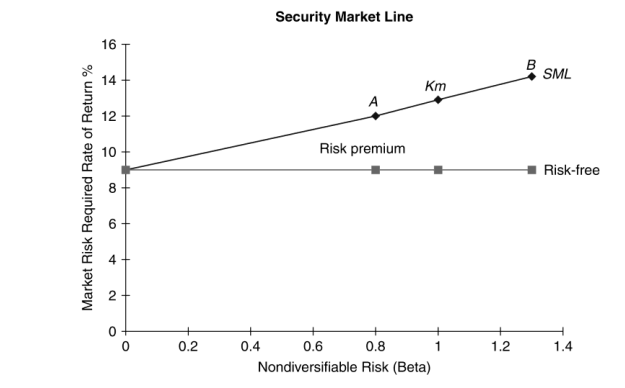 Security Market Line
Market Risk Required Rate of Return %
16
14
12
10
8
6
4
2
0
A
Km
B
SML
Risk premium
Risk-free
0
0.2
0.4
0.6
0.8
1
1.2
1.4
Nondiversifiable Risk (Beta)